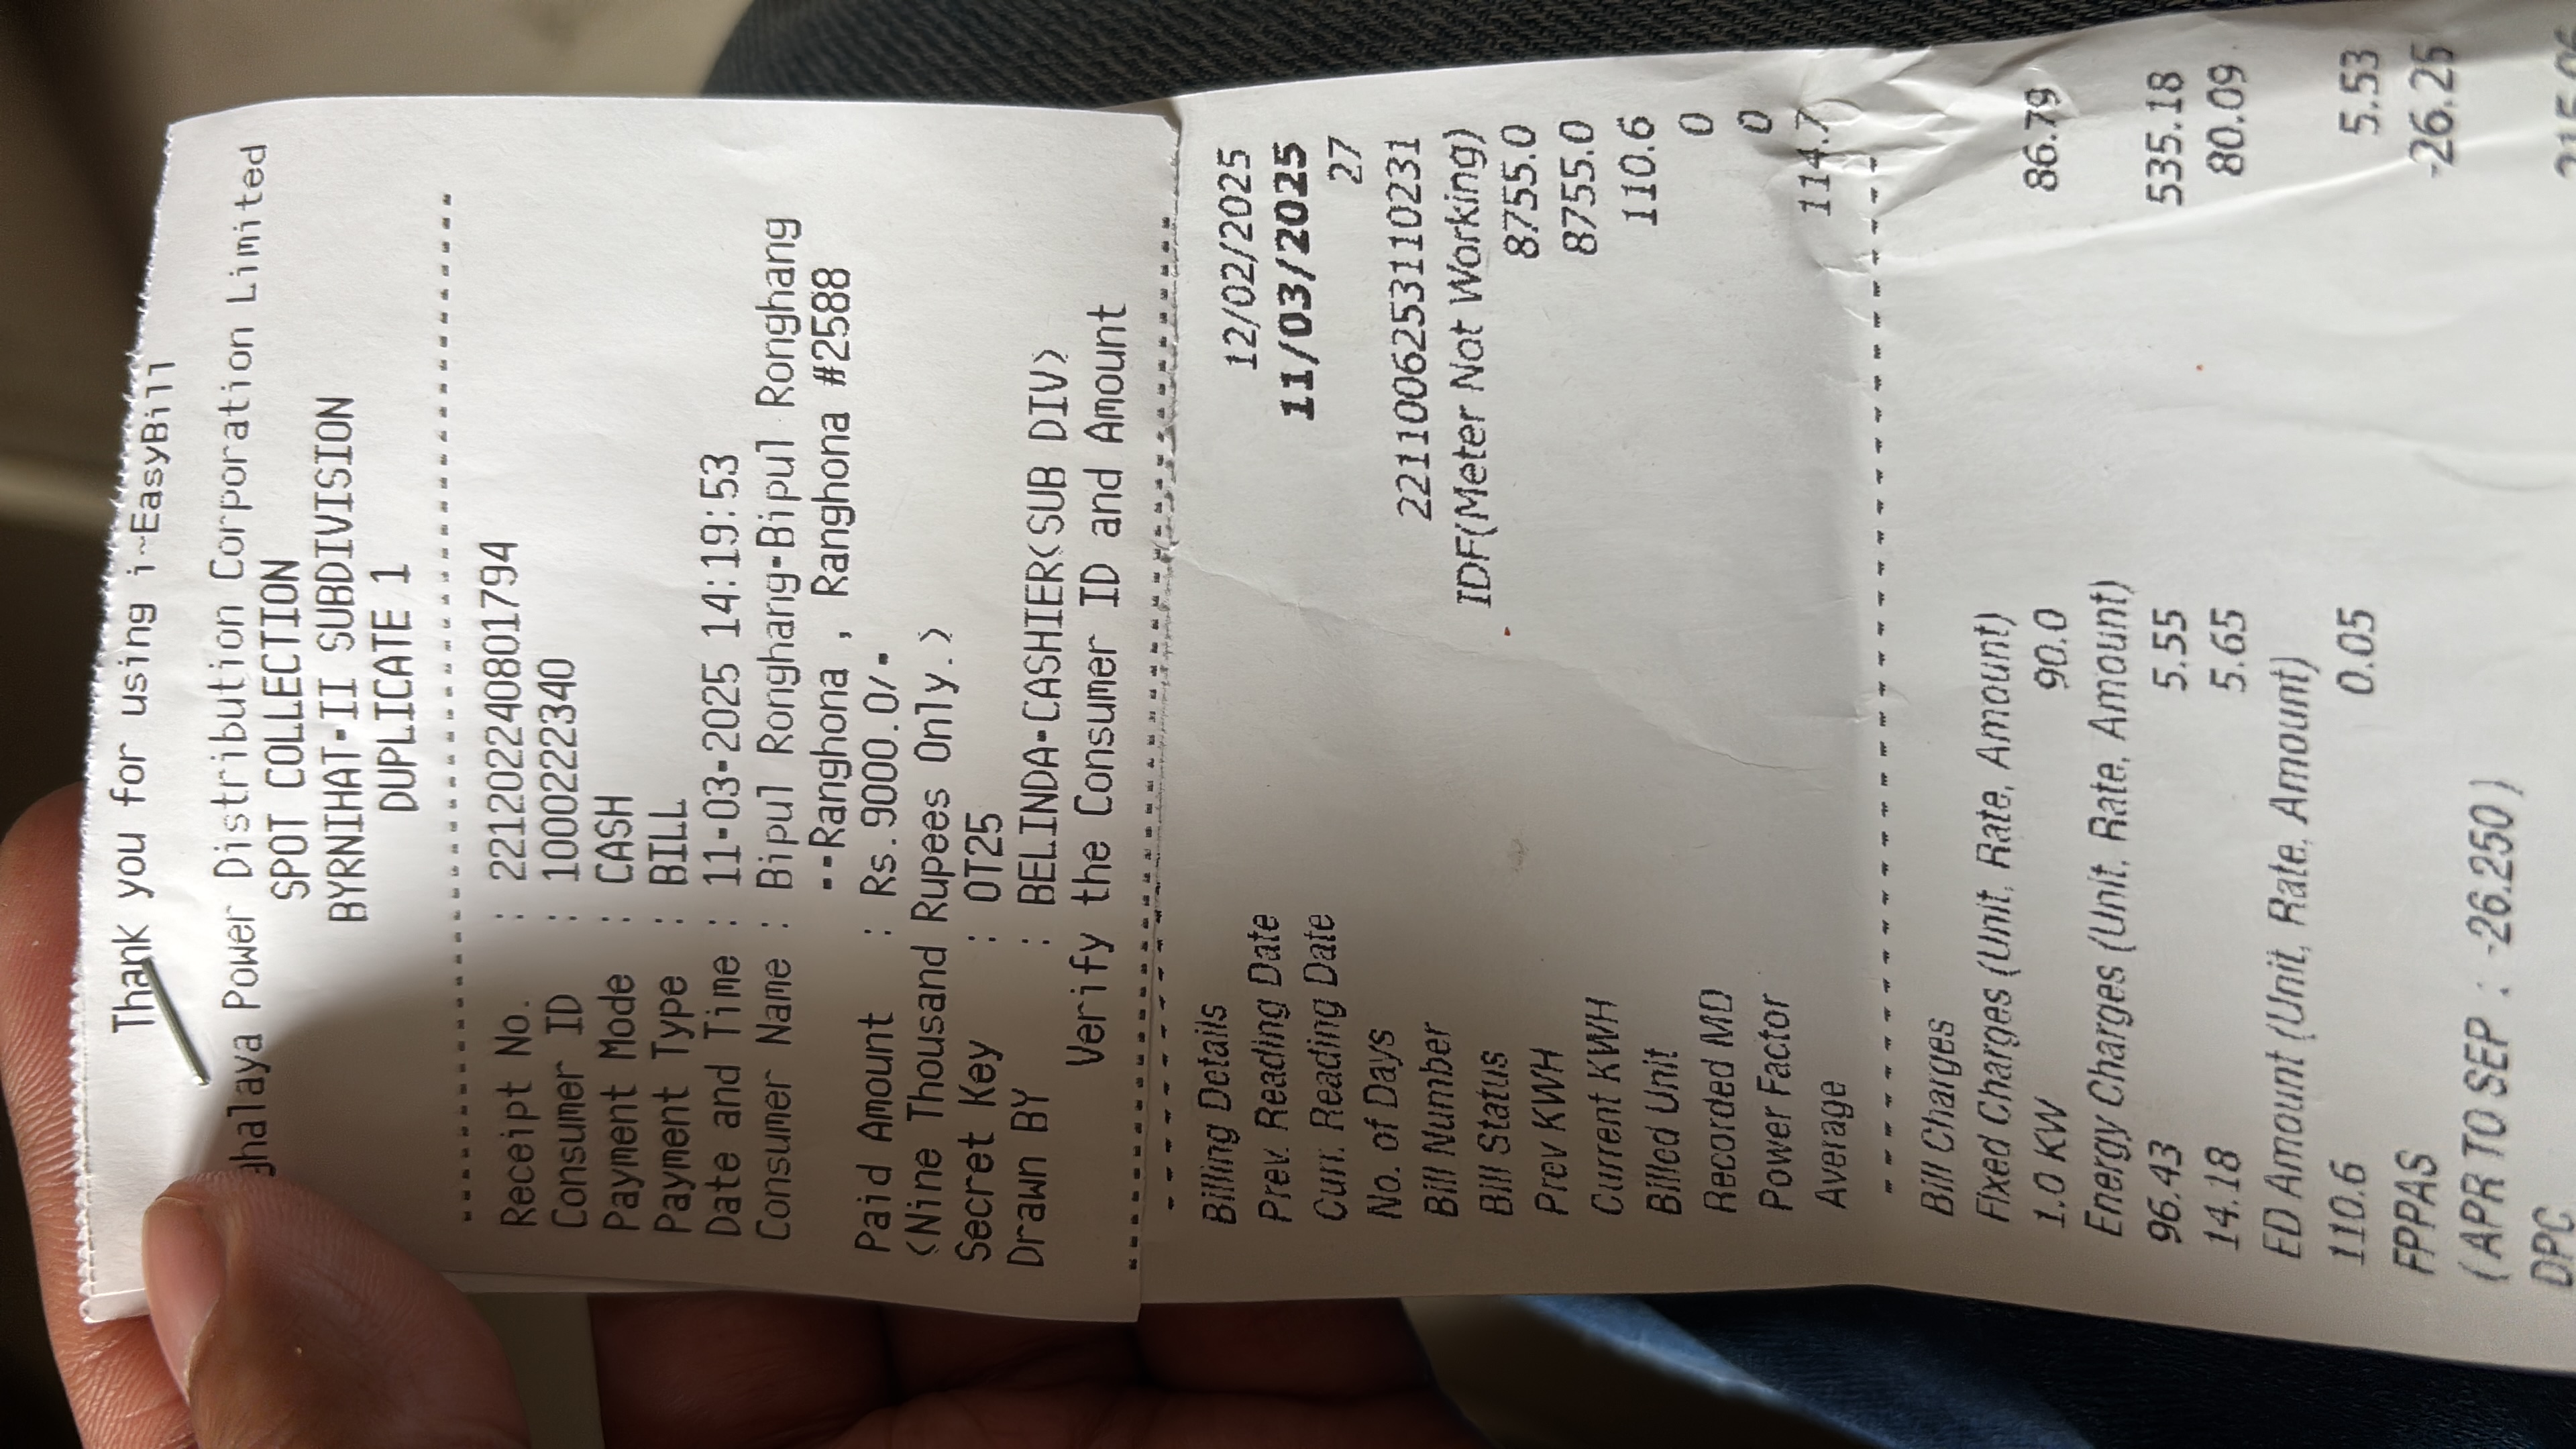 Thank you for using i~EasyBill
ghalaya Power Distribution Corporation Limited
SPOT COLLECTION
BYRNIHAT-II SUBDIVISION
DUPLICATE 1
Receipt No. : 221202240801794
Consumer ID : 1000222340
Payment Mode : CASH
Payment Type : BILL
Date and Time : 11-03-2025 14:19:53
Consumer Name : Bipul Ronghang-Bipul Ronghang
--Ranghona , Ranghona #2588
Paid Amount : Rs.9000.0/-
(Nine Thousand Rupees Only.)
Secret Key : OT25
Drawn BY : BELINDA-CASHIER(SUB DIV)
Verify the Consumer ID and Amount
Billing Details
Prev. Reading Date 12/02/2025
Curr. Reading Date 11/03/2025
No. of Days 27
Bill Number 221100625311023​1
Bill Status IDF(Meter Not Working)
Prev KWH 8755.0
Current KWH 8755.0
Billed Unit 110.6
Recorded MD 0
Power Factor 0
Average 114.7
Bill Charges
Fixed Charges (Unit, Rate, Amount)
1.0 KW 90.0 86.79
Energy Charges (Unit, Rate, Amount)
96.43 5.55 535.18
14.18 5.65 80.09
ED Amount (Unit, Rate, Amount)
110.6 0.05 5.53
FPPAS -26.25
(APR TO SEP : -26.250)
DPC